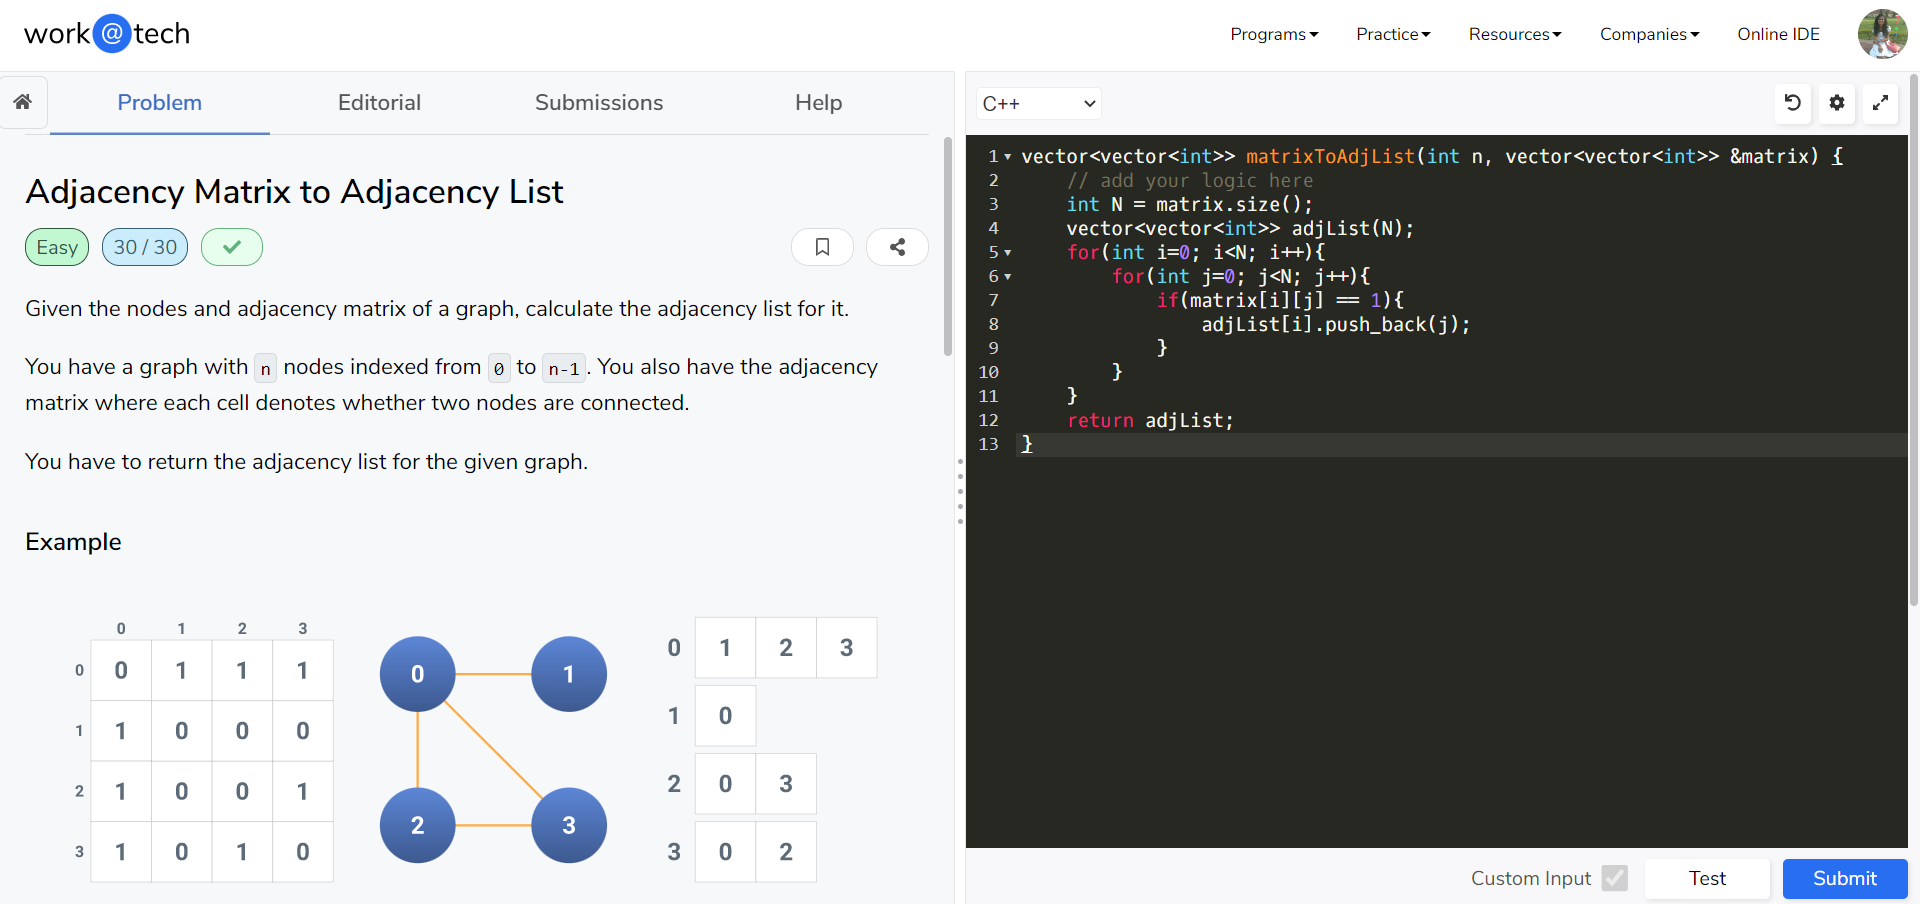 work@tech
Programs Practice Resources Companies Online IDE
Problem Editorial Submissions Help
Adjacency Matrix to Adjacency List
Easy 30 / 30
Given the nodes and adjacency matrix of a graph, calculate the adjacency list for it.
You have a graph with n nodes indexed from 0 to n-1. You also have the adjacency
matrix where each cell denotes whether two nodes are connected.
You have to return the adjacency list for the given graph.
Example
0 1 2 3
0 0 1 1 1
1 1 0 0 0
2 1 0 0 1
3 1 0 1 0
0 1
2 3
0 1 2 3
1 0
2 0 3
3 0 2
C++
1 vector<vector<int>> matrixToAdjList(int n, vector<vector<int>> &matrix) {
2 // add your logic here
3 int N = matrix.size();
4 vector<vector<int>> adjList(N);
5 for(int i=0; i<N; i++){
6 for(int j=0; j<N; j++){
7 if(matrix[i][j] == 1){
8 adjList[i].push_back(j);
9 }
10 }
11 }
12 return adjList;
13 }
Custom Input Test Submit